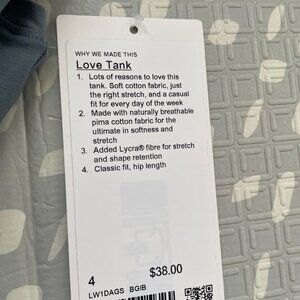 WHY WE MADE THIS
Love Tank
1. Lots of reasons to love this
tank. Soft cotton fabric, just
the right stretch, and a casual
fit for every day of the week
2. Made with naturally breathable
pima cotton fabric for the
ultimate in softness and
stretch
3. Added Lycra® fibre for stretch
and shape retention
4. Classic fit, hip length
4
$38.00
LW1DAGS BGIB